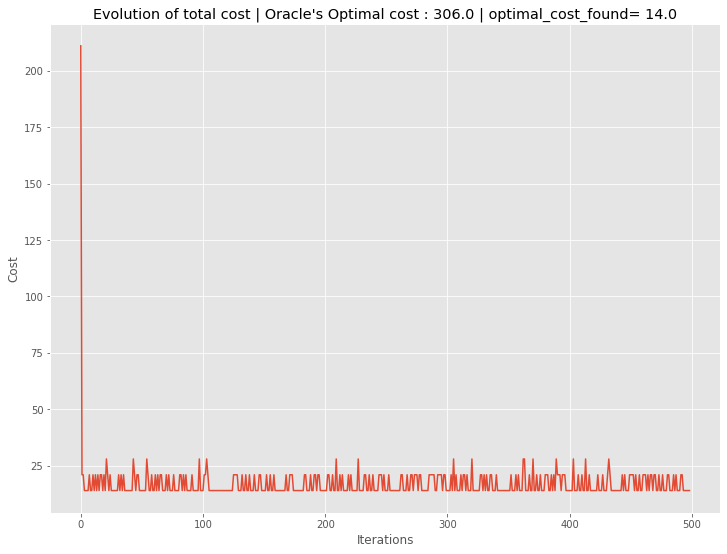 Evolution of total cost | Oracle's Optimal cost : 306.0 | optimal_cost_found= 14.0
200
175
150
125
100
75
50
25
Cost
0 100 200 300 400 500
Iterations